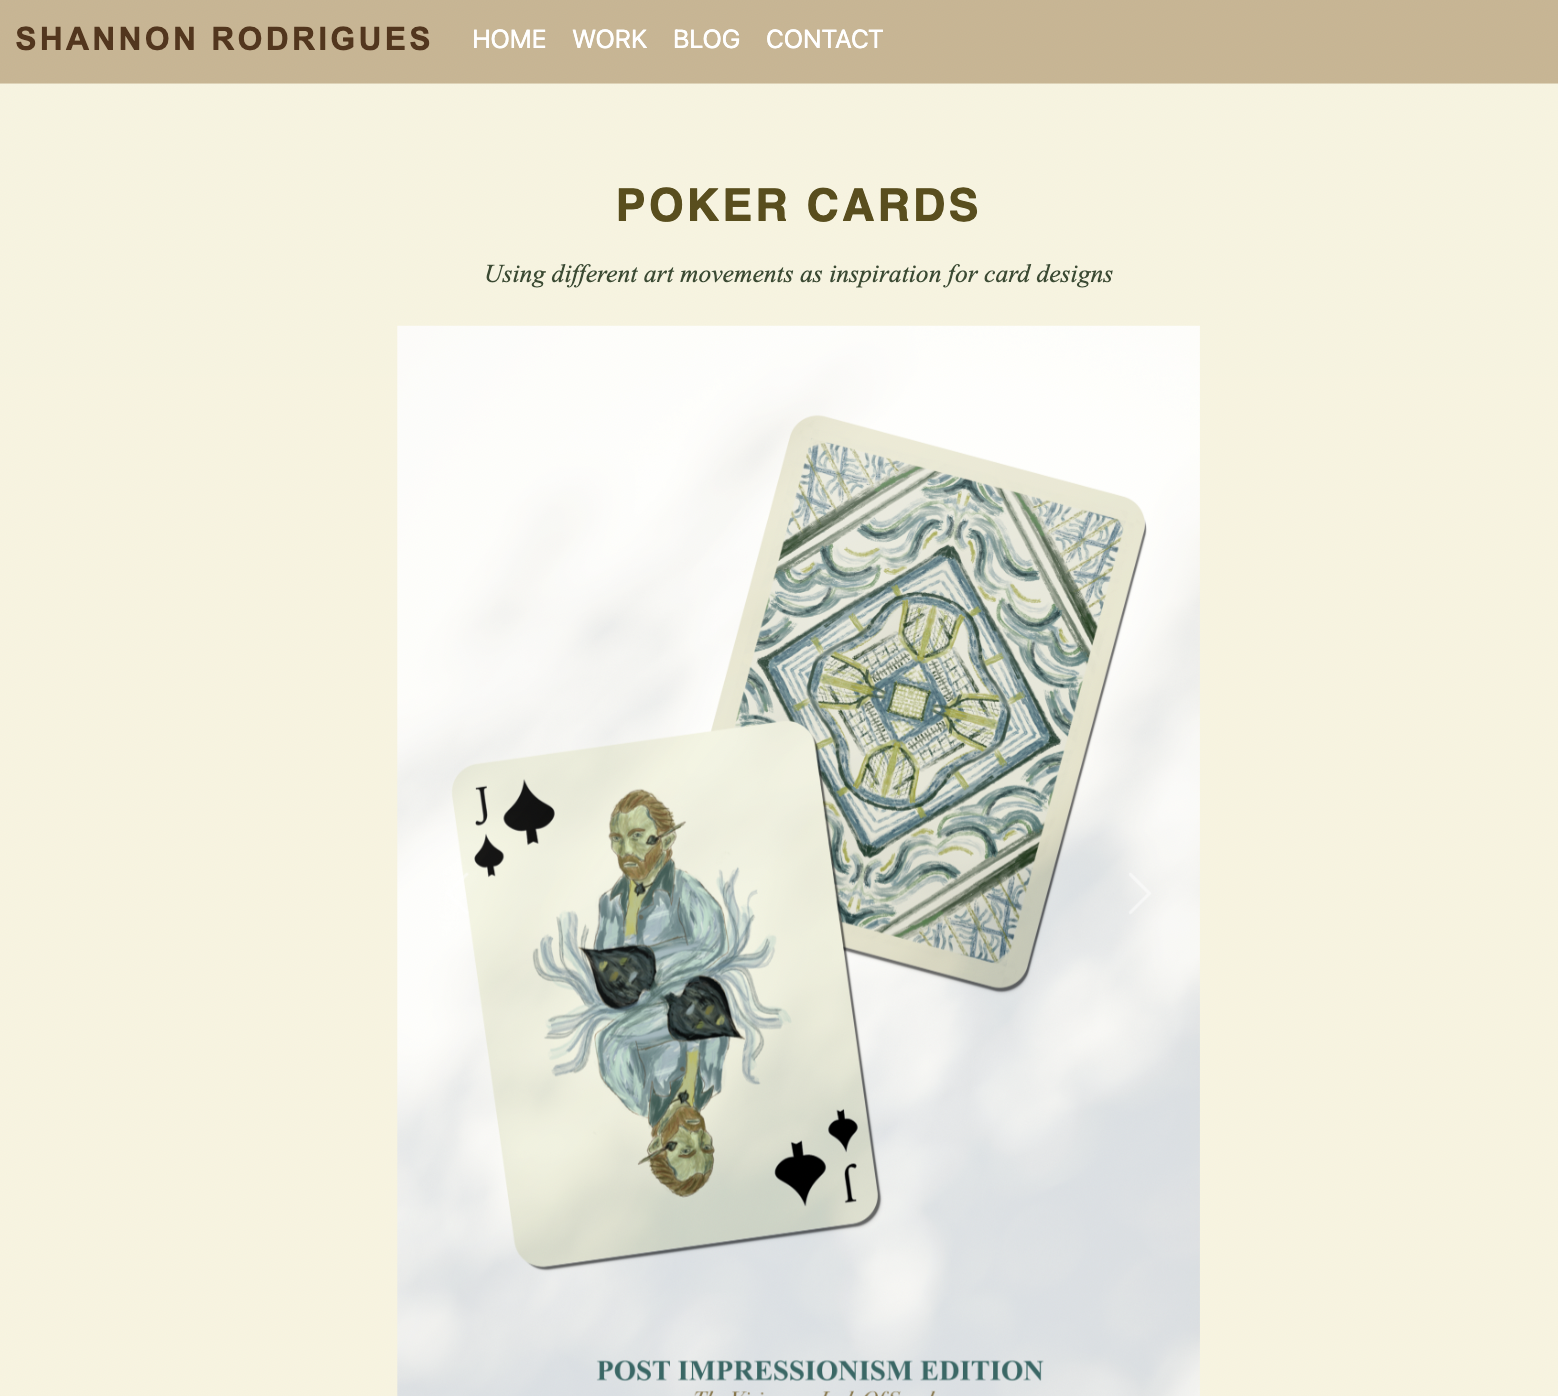 SHANNON RODRIGUES HOME WORK BLOG CONTACT
POKER CARDS
Using different art movements as inspiration for card designs
J
J
POST IMPRESSIONISM EDITION